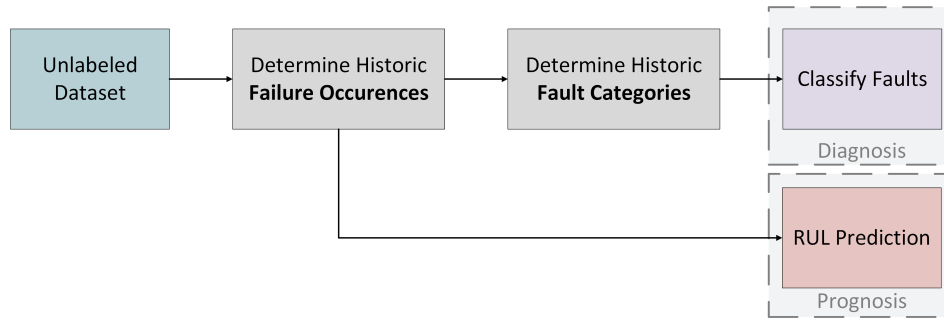 Unlabeled
Dataset
Determine Historic
Failure Occurences
Determine Historic
Fault Categories
Classify Faults
Diagnosis
RUL Prediction
Prognosis